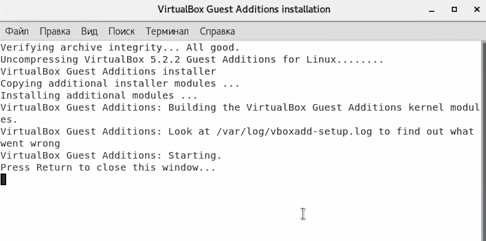 VirtualBox Guest Additions installation
Файл Правка Вид Поиск Терминал Справка
Verifying archive integrity... All good.
Uncompressing VirtualBox 5.2.2 Guest Additions for Linux........
VirtualBox Guest Additions installer
Copying additional installer modules ...
Installing additional modules ...
VirtualBox Guest Additions: Building the VirtualBox Guest Additions kernel modul
es.
VirtualBox Guest Additions: Look at /var/log/vboxadd-setup.log to find out what
went wrong
VirtualBox Guest Additions: Starting.
Press Return to close this window...